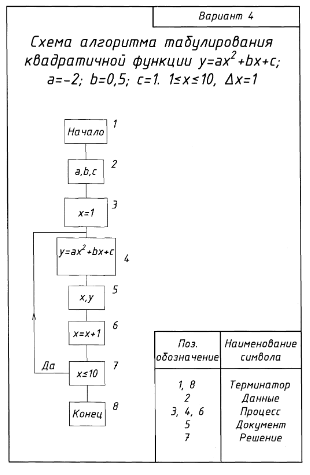 Вариант 4
Схема алгоритма табулирования
квадратичной функции y=ax²+bx+c;
a=-2; b=0,5; c=1. 1≤x≤10, Δx=1
Начало 1
a,b,c 2
x=1 3
y=ax²+bx+c 4
x,y 5
x=x+1 6
Да x≤10 7
Конец 8
Поз. обозначение Наименование символа
1, 8 Терминатор
2 Данные
3, 4, 6 Процесс
5 Документ
7 Решение